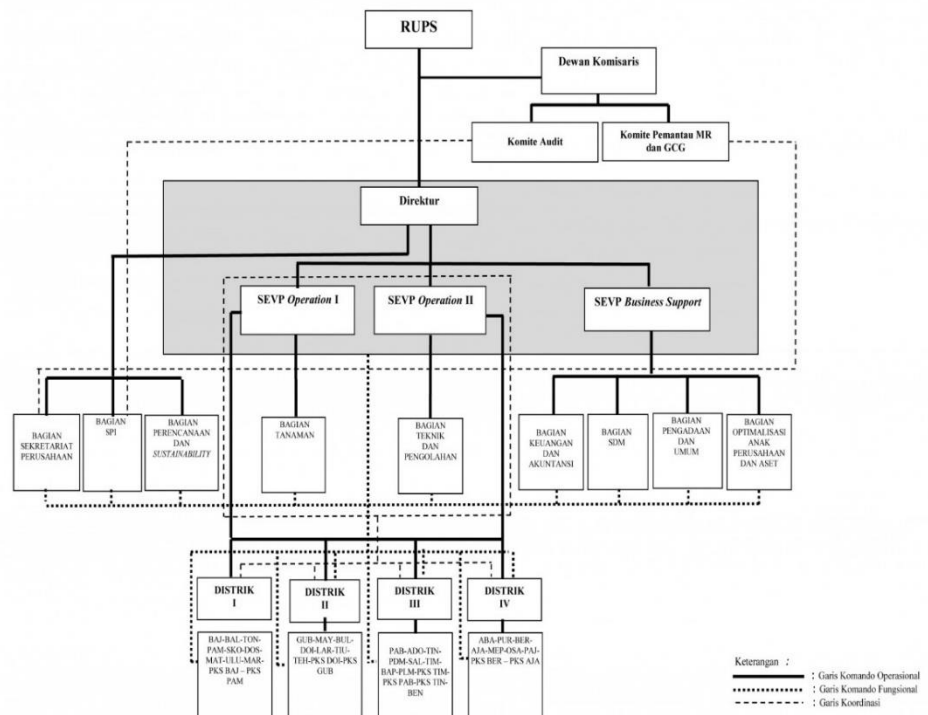 RUPS
Dewan Komisaris
Komite Audit
Komite Pemantau MR
dan GCG
Direktur
SEVP Operation I
SEVP Operation II
SEVP Business Support
BAGIAN
SEKRETARIAT
PERUSAHAAN
BAGIAN
SPI
BAGIAN
PERENCANAAN
DAN
SUSTAINABILITY
BAGIAN
TANAMAN
BAGIAN
TEKNIK
DAN
PENGOLAHAN
BAGIAN
KEUANGAN
DAN
AKUNTANSI
BAGIAN
SDM
BAGIAN
PENGADAAN
DAN
UMUM
BAGIAN
OPTIMALISASI
ANAK
PERUSAHAAN
DAN ASET
DISTRIK
I
DISTRIK
II
DISTRIK
III
DISTRIK
IV
BAJ-BAL-TON-
PAM-SKO-DOS-
MAT-ULU-MAR-
PKS BAJ – PKS
PAM
GUB-MAY-BUL-
DOI-LAR-TIU-
TEH-PKS DOI-PKS
GUB
PAB-ADO-TIN-
PDM-SAL-TIM-
BAP-PLM-PKS TIM-
PKS PAB-PKS TIN-
BEN
ABA-PUR-BER-
AJA-MEP-OSA-PAJ-
PKS BER – PKS AJA
Keterangan :
: Garis Komando Operasional
: Garis Komando Fungsional
: Garis Koordinasi